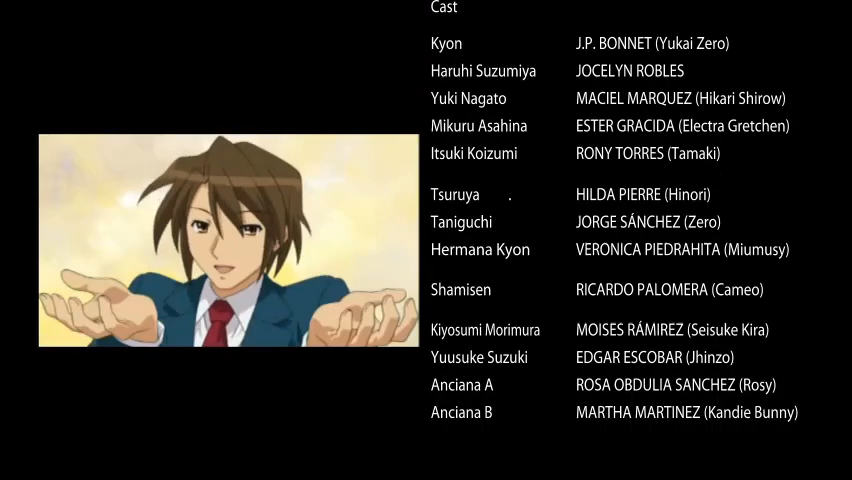 Cast
Kyon J.P. BONNET (Yukai Zero)
Haruhi Suzumiya JOCELYN ROBLES
Yuki Nagato MACIEL MARQUEZ (Hikari Shirow)
Mikuru Asahina ESTER GRACIDA (Electra Gretchen)
Itsuki Koizumi RONY TORRES (Tamaki)
Tsuruya . HILDA PIERRE (Hinori)
Taniguchi JORGE SÁNCHEZ (Zero)
Hermana Kyon VERONICA PIEDRAHITA (Miumusy)
Shamisen RICARDO PALOMERA (Cameo)
Kiyosumi Morimura MOISES RÁMIREZ (Seisuke Kira)
Yuusuke Suzuki EDGAR ESCOBAR (Jhinzo)
Anciana A ROSA OBDULIA SANCHEZ (Rosy)
Anciana B MARTHA MARTINEZ (Kandie Bunny)